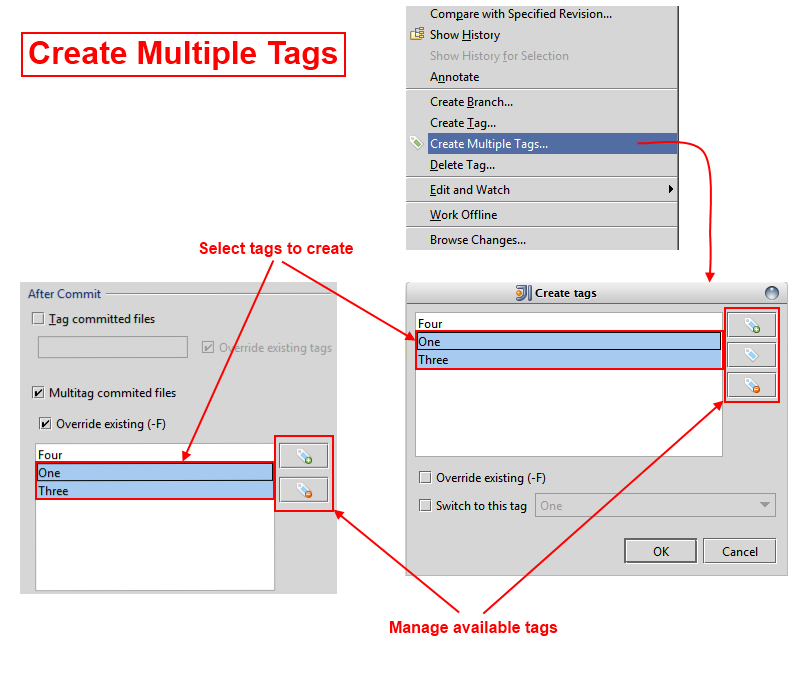 Create Multiple Tags
Compare with Specified Revision...
Show History
Show History for Selection
Annotate
Create Branch...
Create Tag...
Create Multiple Tags...
Delete Tag...
Edit and Watch
Work Offline
Browse Changes...
Select tags to create
After Commit
Tag committed files
Override existing tags
Multitag commited files
Override existing (-F)
Four
One
Three
Create tags
Four
One
Three
Override existing (-F)
Switch to this tag One
OK Cancel
Manage available tags